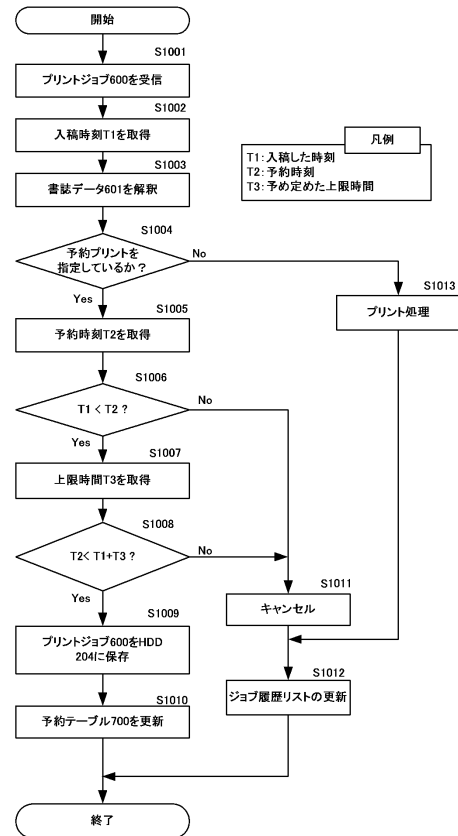 開始
S1001
プリントジョブ600を受信
S1002
入稿時刻T1を取得
S1003
書誌データ601を解釈
S1004
予約プリントを
指定しているか？
No
Yes
S1005
予約時刻T2を取得
S1006
T1 < T2 ?
No
Yes
S1007
上限時間T3を取得
S1008
T2< T1+T3 ?
No
Yes
S1009
プリントジョブ600をHDD
204に保存
S1010
予約テーブル700を更新
終了
凡例
T1: 入稿した時刻
T2: 予約時刻
T3: 予め定めた上限時間
S1013
プリント処理
S1011
キャンセル
S1012
ジョブ履歴リストの更新